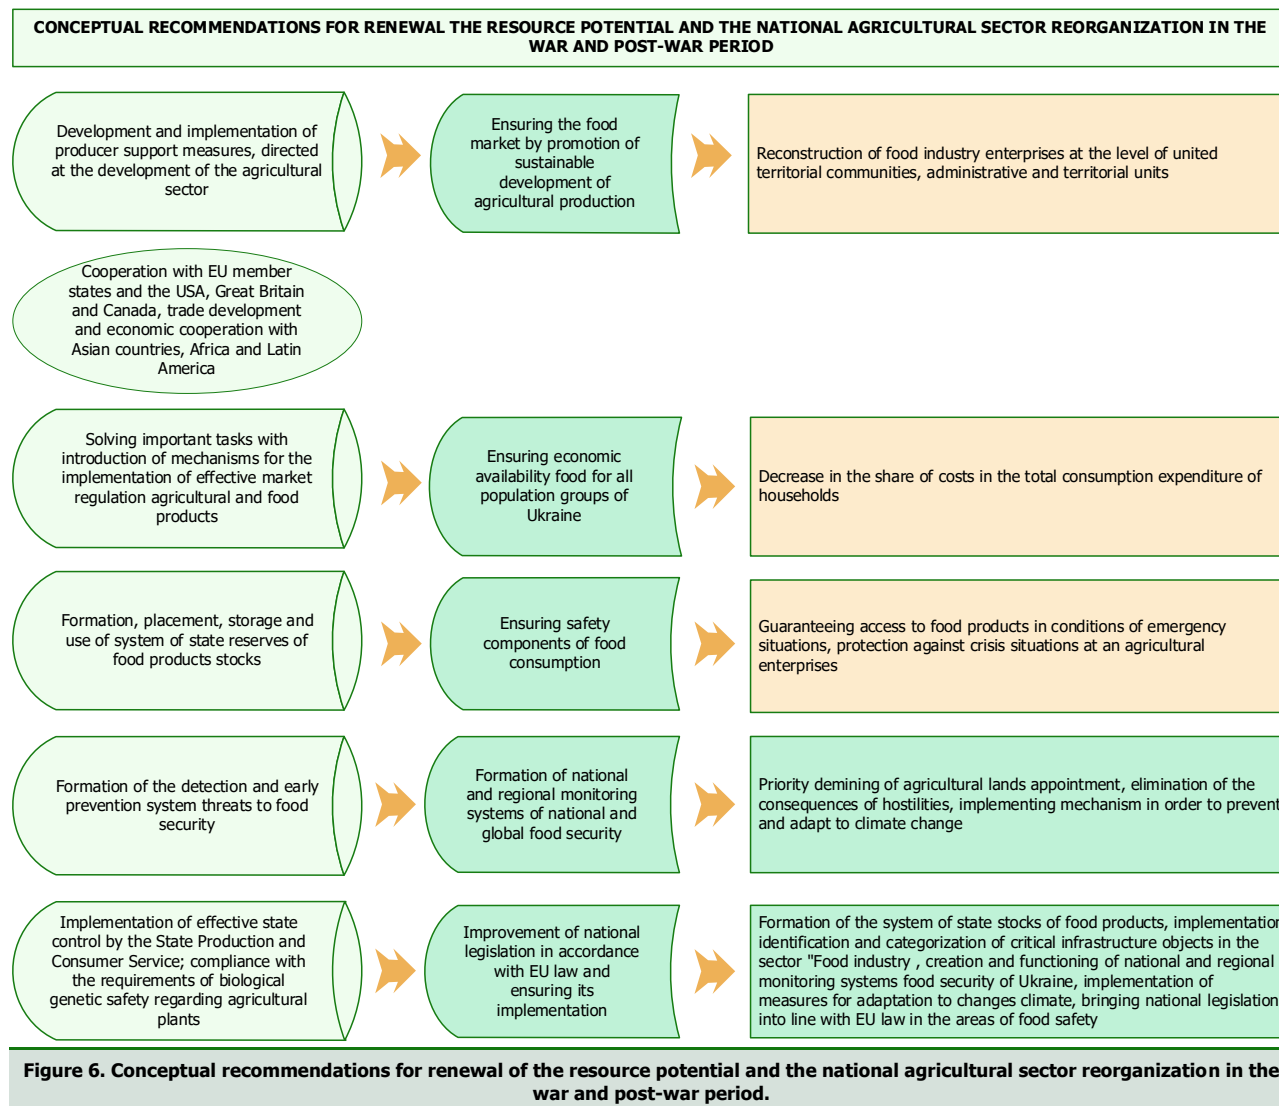 CONCEPTUAL RECOMMENDATIONS FOR RENEWAL THE RESOURCE POTENTIAL AND THE NATIONAL AGRICULTURAL SECTOR REORGANIZATION IN THE
WAR AND POST-WAR PERIOD
Development and implementation of
producer support measures, directed
at the development of the agricultural
sector
Ensuring the food
market by promotion of
sustainable
development of
agricultural production
Reconstruction of food industry enterprises at the level of united
territorial communities, administrative and territorial units
Cooperation with EU member
states and the USA, Great Britain
and Canada, trade development
and economic cooperation with
Asian countries, Africa and Latin
America
Solving important tasks with
introduction of mechanisms for the
implementation of effective market
regulation agricultural and food
products
Ensuring economic
availability food for all
population groups of
Ukraine
Decrease in the share of costs in the total consumption expenditure of
households
Formation, placement, storage and
use of system of state reserves of
food products stocks
Ensuring safety
components of food
consumption
Guaranteeing access to food products in conditions of emergency
situations, protection against crisis situations at an agricultural
enterprises
Formation of the detection and early
prevention system threats to food
security
Formation of national
and regional monitoring
systems of national and
global food security
Priority demining of agricultural lands appointment, elimination of the
consequences of hostilities, implementing mechanism in order to prevent
and adapt to climate change
Implementation of effective state
control by the State Production and
Consumer Service; compliance with
the requirements of biological
genetic safety regarding agricultural
plants
Improvement of national
legislation in accordance
with EU law and
ensuring its
implementation
Formation of the system of state stocks of food products, implementation
identification and categorization of critical infrastructure objects in the
sector "Food industry , creation and functioning of national and regional
monitoring systems food security of Ukraine, implementation of
measures for adaptation to changes climate, bringing national legislation
into line with EU law in the areas of food safety
Figure 6. Conceptual recommendations for renewal of the resource potential and the national agricultural sector reorganization in the
war and post-war period.